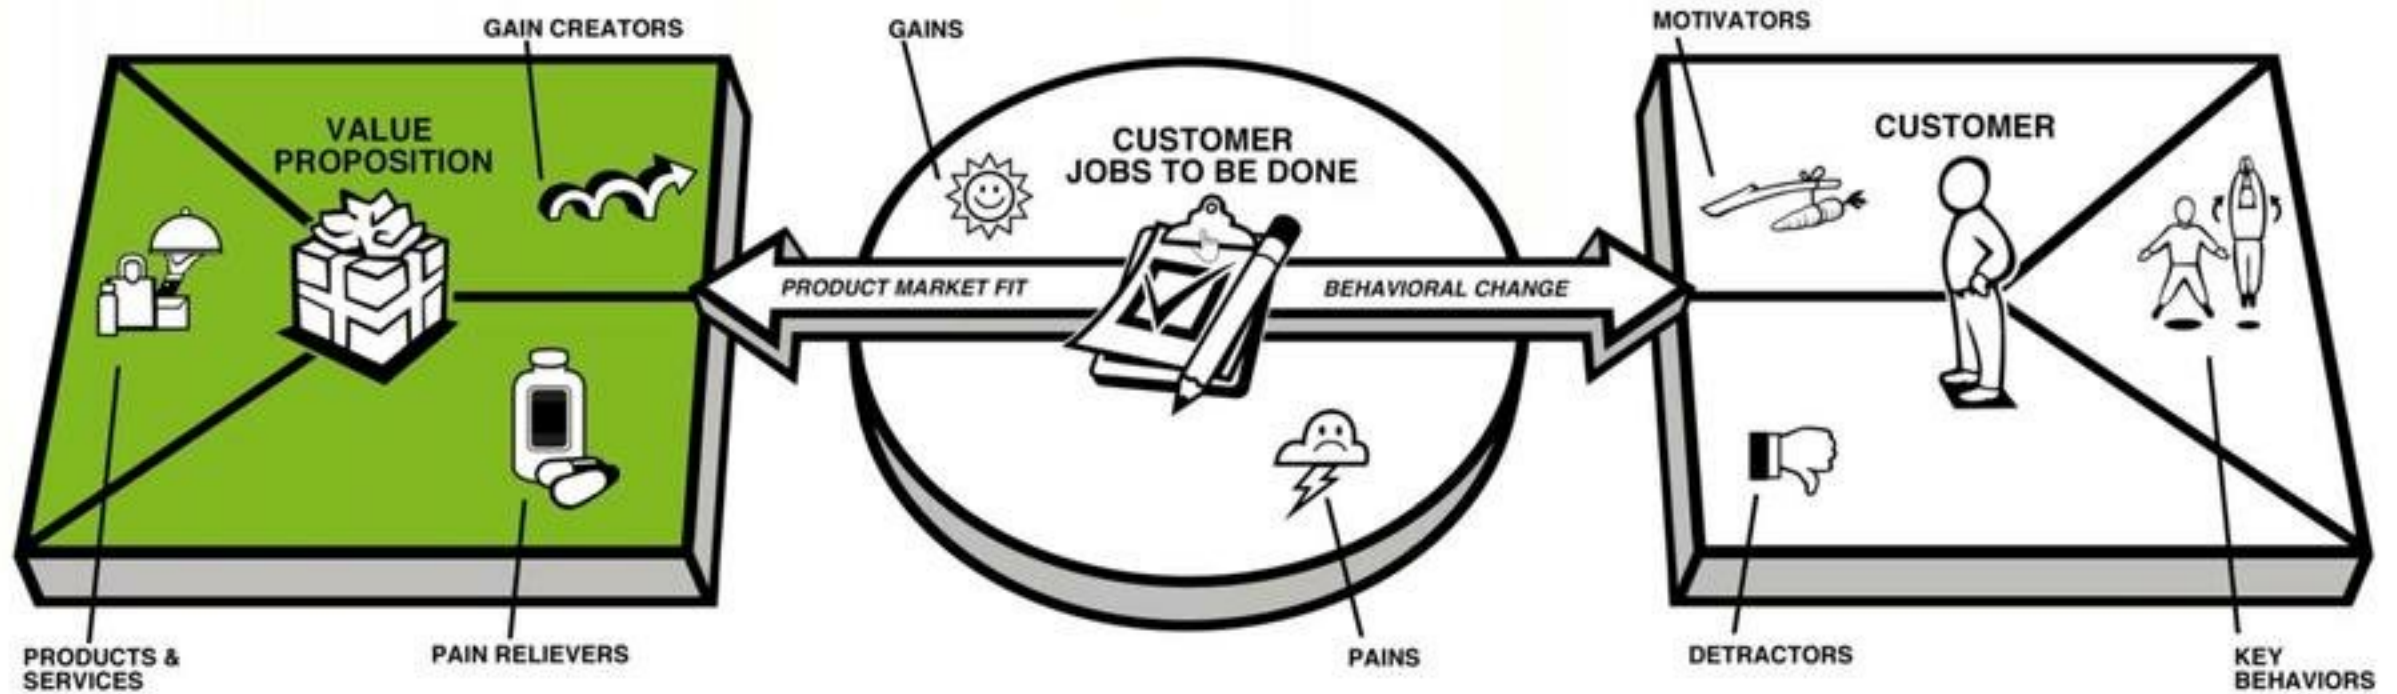 GAIN CREATORS
GAINS
MOTIVATORS
VALUE
PROPOSITION
CUSTOMER
JOBS TO BE DONE
CUSTOMER
PRODUCT MARKET FIT
BEHAVIORAL CHANGE
PRODUCTS &
SERVICES
PAIN RELIEVERS
PAINS
DETRACTORS
KEY
BEHAVIORS